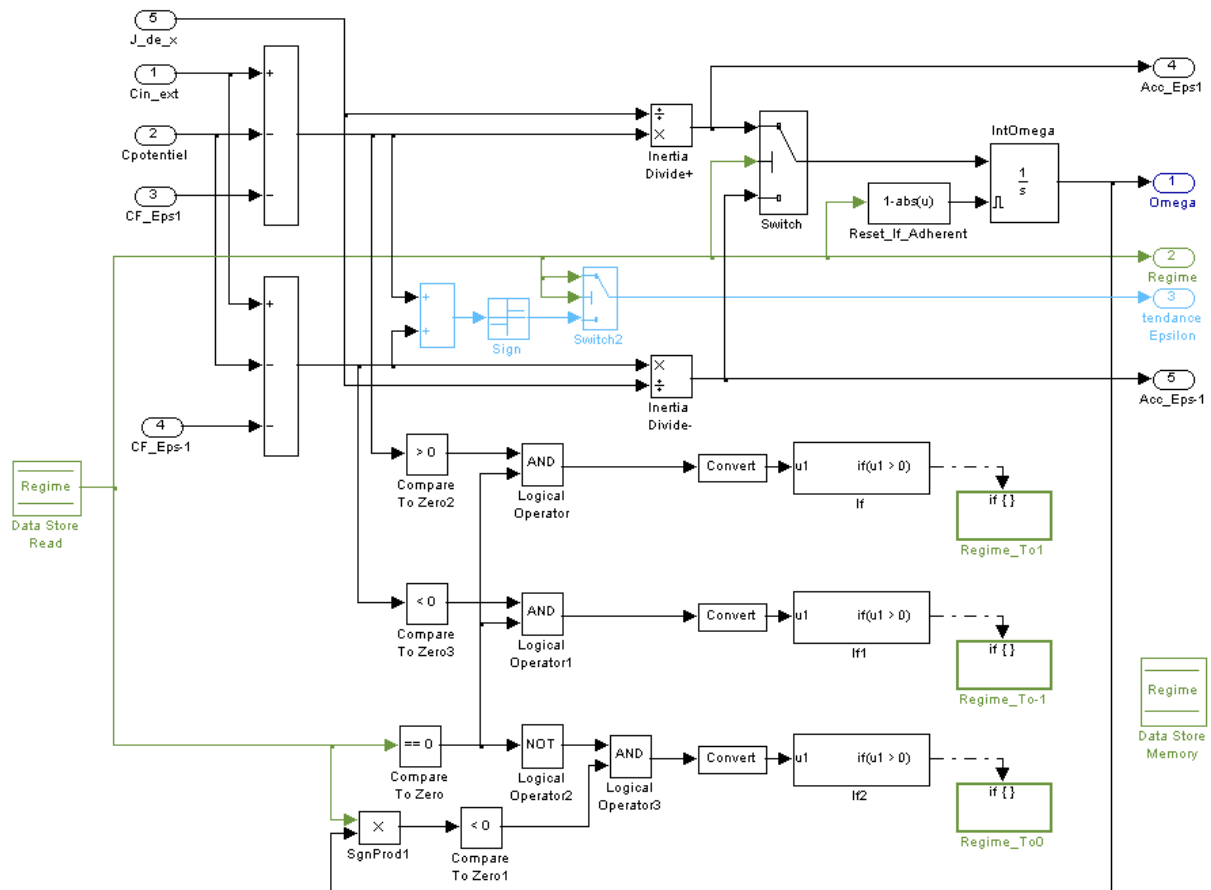 5
J_de_x
1
Cin_ext
2
Cpotentiel
3
CF_Eps1
+
−
−
÷
×
Inertia
Divide+
Switch
4
Acc_Eps1
IntOmega
1
s
1-abs(u)
Reset_If_Adherent
1
Omega
2
Regime
3
tendance
Epsilon
+
−
−
+
+
Sign
Switch2
×
÷
Inertia
Divide-
5
Acc_Eps-1
4
CF_Eps-1
Regime
Data Store
Read
> 0
Compare
To Zero2
AND
Logical
Operator
Convert
u1
if(u1 > 0)
If
if { }
Regime_To1
< 0
Compare
To Zero3
AND
Logical
Operator1
Convert
u1
if(u1 > 0)
If1
if { }
Regime_To-1
Regime
Data Store
Memory
== 0
Compare
To Zero
NOT
Logical
Operator2
AND
Logical
Operator3
Convert
u1
if(u1 > 0)
If2
if { }
Regime_To0
×
SgnProd1
< 0
Compare
To Zero1